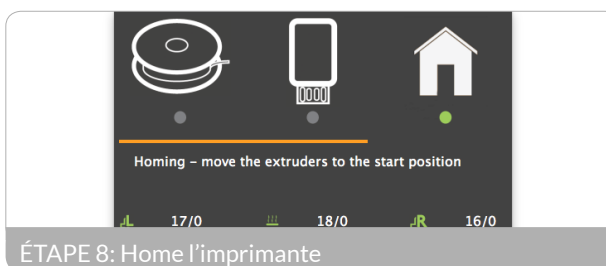 Homing – move the extruders to the start position
L 17/0 18/0 R 16/0
ÉTAPE 8: Home l’imprimante